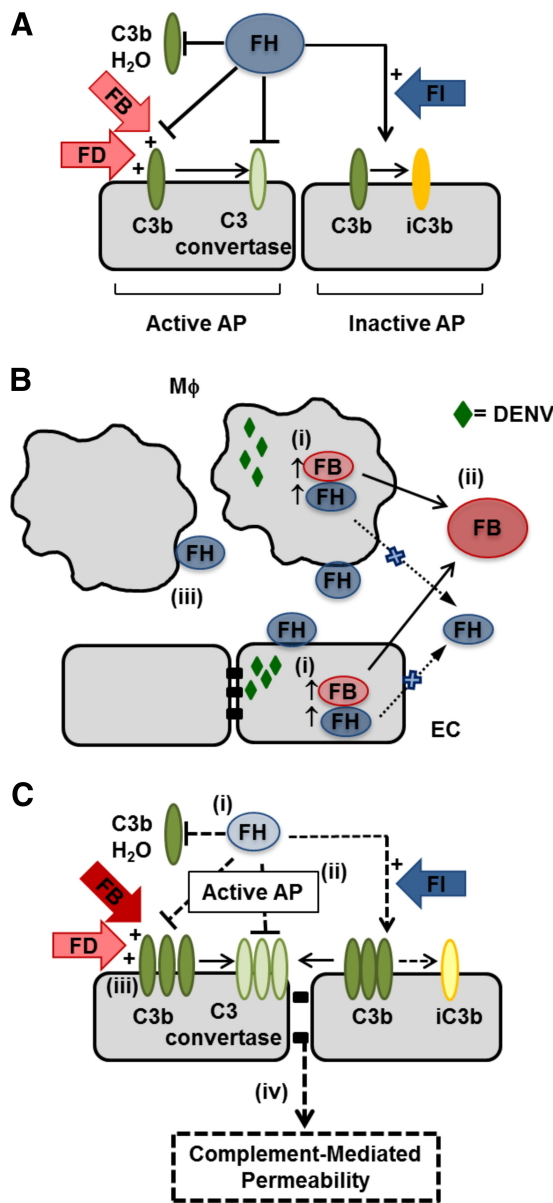 A
C3b
H2O
FH
+
FI
FB
FD
+
+
C3b
C3
convertase
C3b
iC3b
Active AP
Inactive AP
B
Mϕ
♦= DENV
(i)
↑ FB
↑ FH
(ii)
FB
FH
(iii)
FH
FH
FH
(i)
↑ FB
↑ FH
EC
C
(i)
C3b
H2O
FH
(ii)
+
FI
Active AP
FB
FD
+
+
(iii)
C3b
C3
convertase
C3b
iC3b
(iv)
Complement-Mediated
Permeability